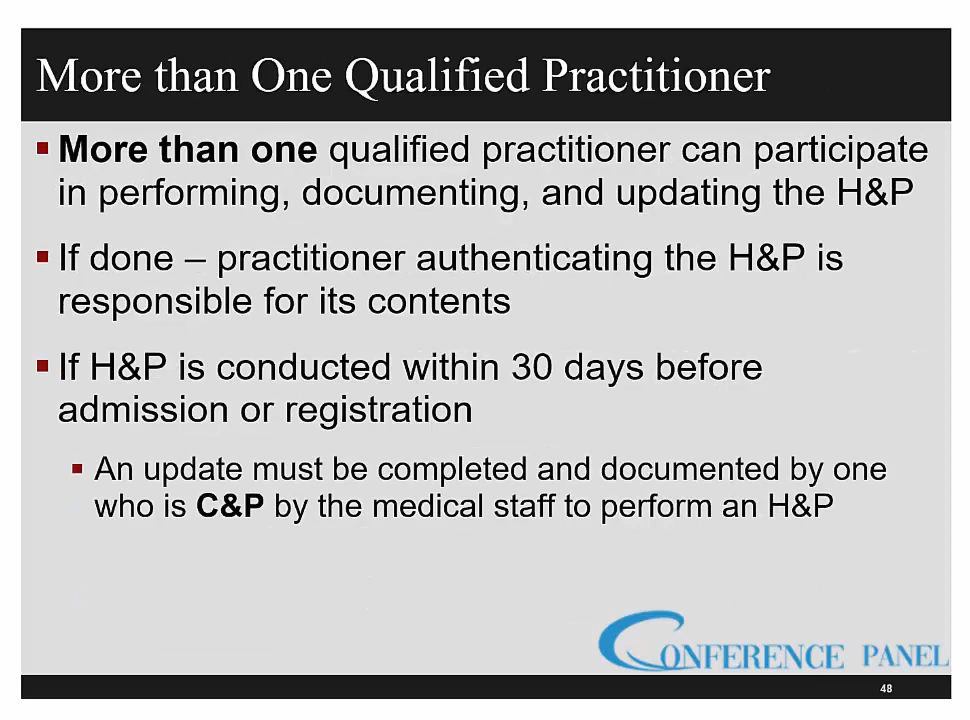 More than One Qualified Practitioner
More than one qualified practitioner can participate
in performing, documenting, and updating the H&P
If done – practitioner authenticating the H&P is
responsible for its contents
If H&P is conducted within 30 days before
admission or registration
An update must be completed and documented by one
who is C&P by the medical staff to perform an H&P
CONFERENCE PANEL
48